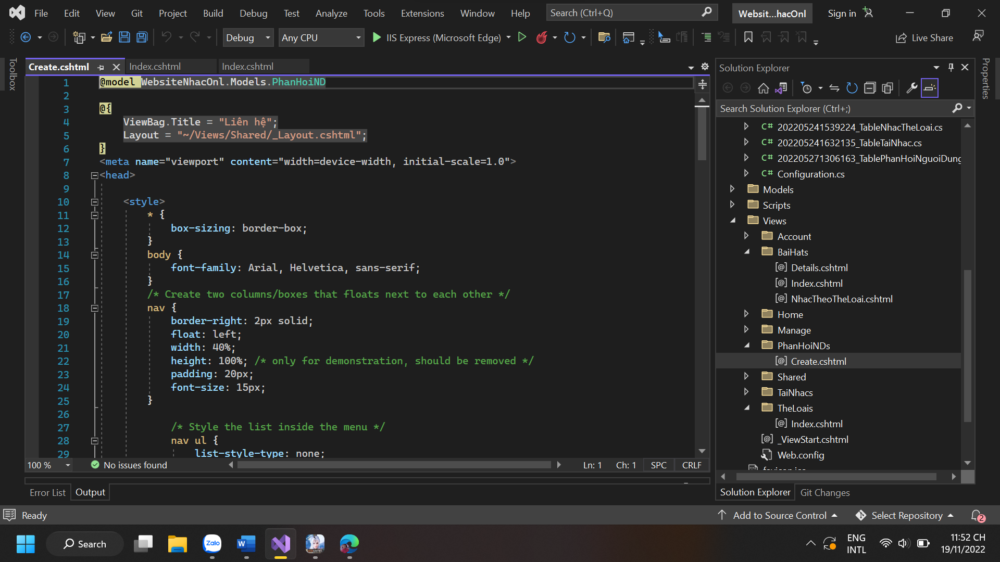 File Edit View Git Project Build Debug Test Analyze Tools Extensions Window Help Search (Ctrl+Q) Websit...hacOnl Sign in
Debug Any CPU IIS Express (Microsoft Edge) Live Share
Toolbox
Create.cshtml Index.cshtml Index.cshtml
1 @model WebsiteNhacOnl.Models.PhanHoiND
2
3 @{
4 ViewBag.Title = "Liên hệ";
5 Layout = "~/Views/Shared/_Layout.cshtml";
6 }
7 <meta name="viewport" content="width=device-width, initial-scale=1.0">
8 <head>
9
10 <style>
11 * {
12 box-sizing: border-box;
13 }
14 body {
15 font-family: Arial, Helvetica, sans-serif;
16 }
17 /* Create two columns/boxes that floats next to each other */
18 nav {
19 border-right: 2px solid;
20 float: left;
21 width: 40%;
22 height: 100%; /* only for demonstration, should be removed */
23 padding: 20px;
24 font-size: 15px;
25 }
26
27 /* Style the list inside the menu */
28 nav ul {
29 list-style-type: none;
100 % No issues found Ln: 1 Ch: 1 SPC CRLF
Error List Output
Solution Explorer
Search Solution Explorer (Ctrl+;)
C# 202205241539224_TableNhacTheLoai.cs
C# 202205241632135_TableTaiNhac.cs
C# 202205271306163_TablePhanHoiNguoiDung
C# Configuration.cs
Models
Scripts
Views
Account
BaiHats
[@] Details.cshtml
[@] Index.cshtml
[@] NhacTheoTheLoai.cshtml
Home
Manage
PhanHoiNDs
[@] Create.cshtml
Shared
TaiNhacs
TheLoais
[@] Index.cshtml
[@] _ViewStart.cshtml
Web.config
Solution Explorer Git Changes
Properties
Ready Add to Source Control Select Repository 2
Search Zalo W ENG INTL 11:52 CH
19/11/2022